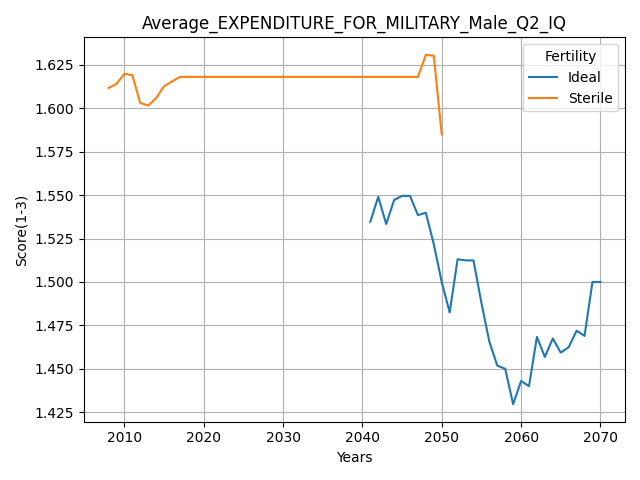 Average_EXPENDITURE_FOR_MILITARY_Male_Q2_IQ
Fertility
Ideal
Sterile
Score(1-3)
1.625
1.600
1.575
1.550
1.525
1.500
1.475
1.450
1.425
2010 2020 2030 2040 2050 2060 2070
Years